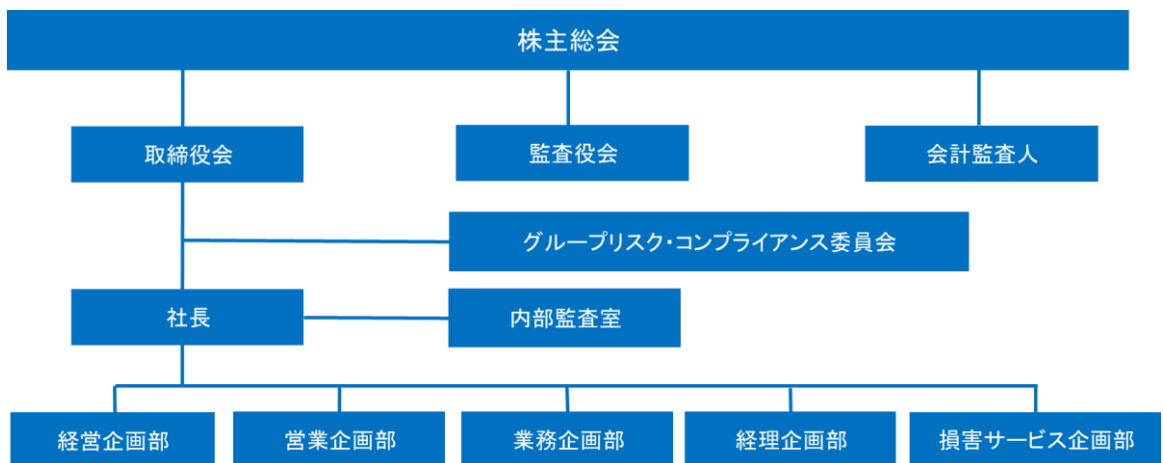 株主総会
取締役会
監査役会
会計監査人
グループリスク・コンプライアンス委員会
社長
内部監査室
経営企画部
営業企画部
業務企画部
経理企画部
損害サービス企画部